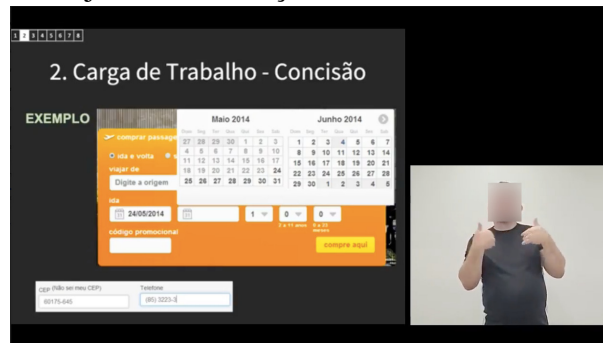 1 2 3 4 5 6 7 8
2. Carga de Trabalho - Concisão
EXEMPLO
Maio 2014
Junho 2014
27 28 29 30 1 2 3
4 5 6 7 8 9 10
11 12 13 14 15 16 17
18 19 20 21 22 23 24
25 26 27 28 29 30 31
1 2 3 4 5 6 7
8 9 10 11 12 13 14
15 16 17 18 19 20 21
22 23 24 25 26 27 28
29 30 1 2 3 4 5
comprar passage
ida e volta
viajar de
Digite a origem
ida
24/05/2014
1
0
0
2 a 11 anos
meses
código promocional
compre aqui
CEP (Não sei meu CEP)
Telefone
60175-645
(85) 3223-3